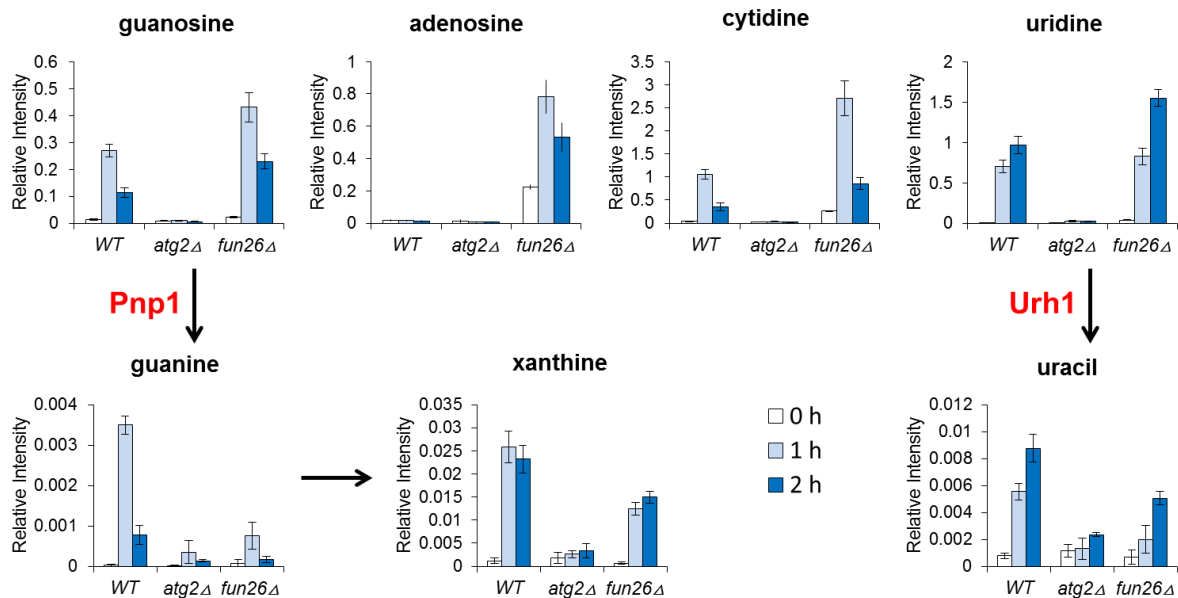 guanosine
Relative Intensity
0.6
0.5
0.4
0.3
0.2
0.1
0
WT atg2Δ fun26Δ
adenosine
Relative Intensity
1
0.8
0.6
0.4
0.2
0
WT atg2Δ fun26Δ
cytidine
Relative Intensity
3.5
3
2.5
2
1.5
1
0.5
0
WT atg2Δ fun26Δ
uridine
Relative Intensity
2
1.5
1
0.5
0
WT atg2Δ fun26Δ
Pnp1
Urh1
guanine
Relative Intensity
0.004
0.003
0.002
0.001
0
WT atg2Δ fun26Δ
xanthine
Relative Intensity
0.035
0.03
0.025
0.02
0.015
0.01
0.005
0
WT atg2Δ fun26Δ
0 h
1 h
2 h
uracil
Relative Intensity
0.012
0.01
0.008
0.006
0.004
0.002
0
WT atg2Δ fun26Δ